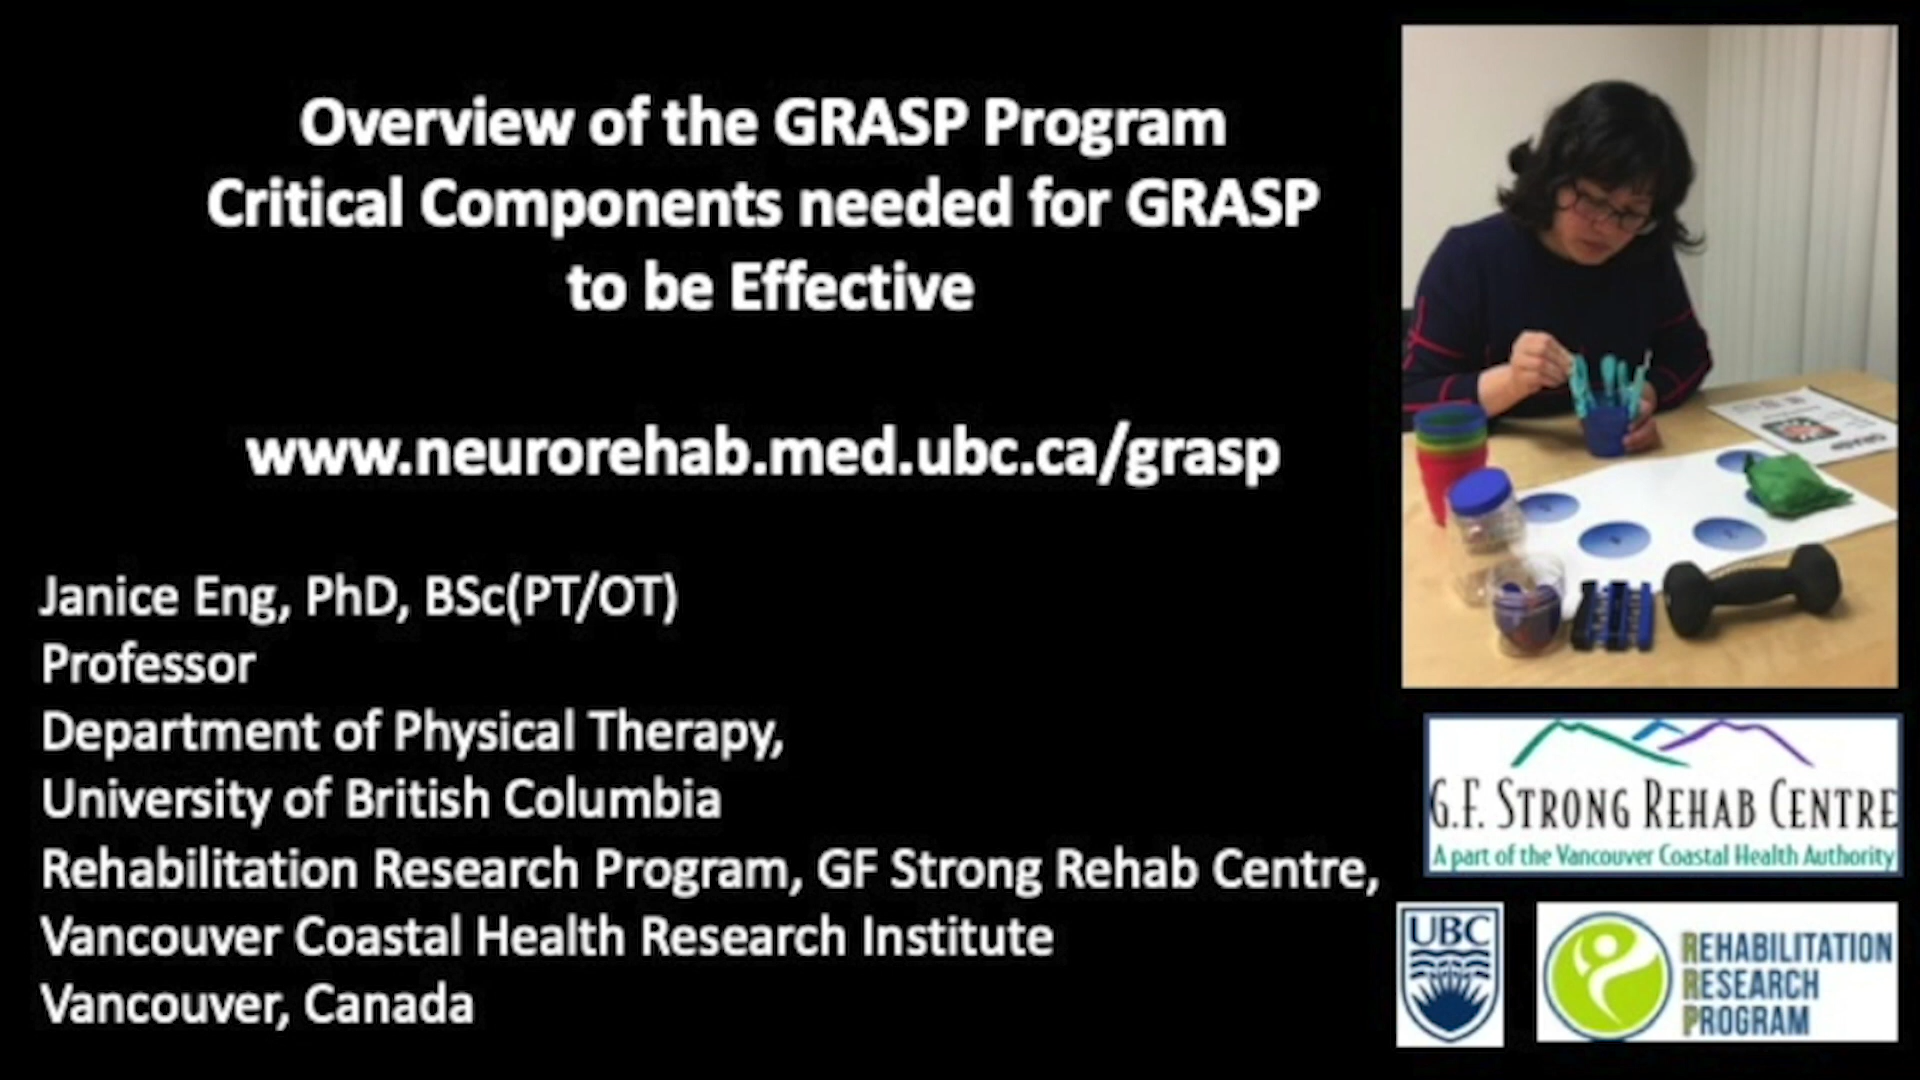 Overview of the GRASP Program
Critical Components needed for GRASP
to be Effective
www.neurorehab.med.ubc.ca/grasp
Janice Eng, PhD, BSc(PT/OT)
Professor
Department of Physical Therapy,
University of British Columbia
Rehabilitation Research Program, GF Strong Rehab Centre,
Vancouver Coastal Health Research Institute
Vancouver, Canada
GRASP
G.F. STRONG REHAB CENTRE
A part of the Vancouver Coastal Health Authority
UBC
REHABILITATION
RESEARCH
PROGRAM